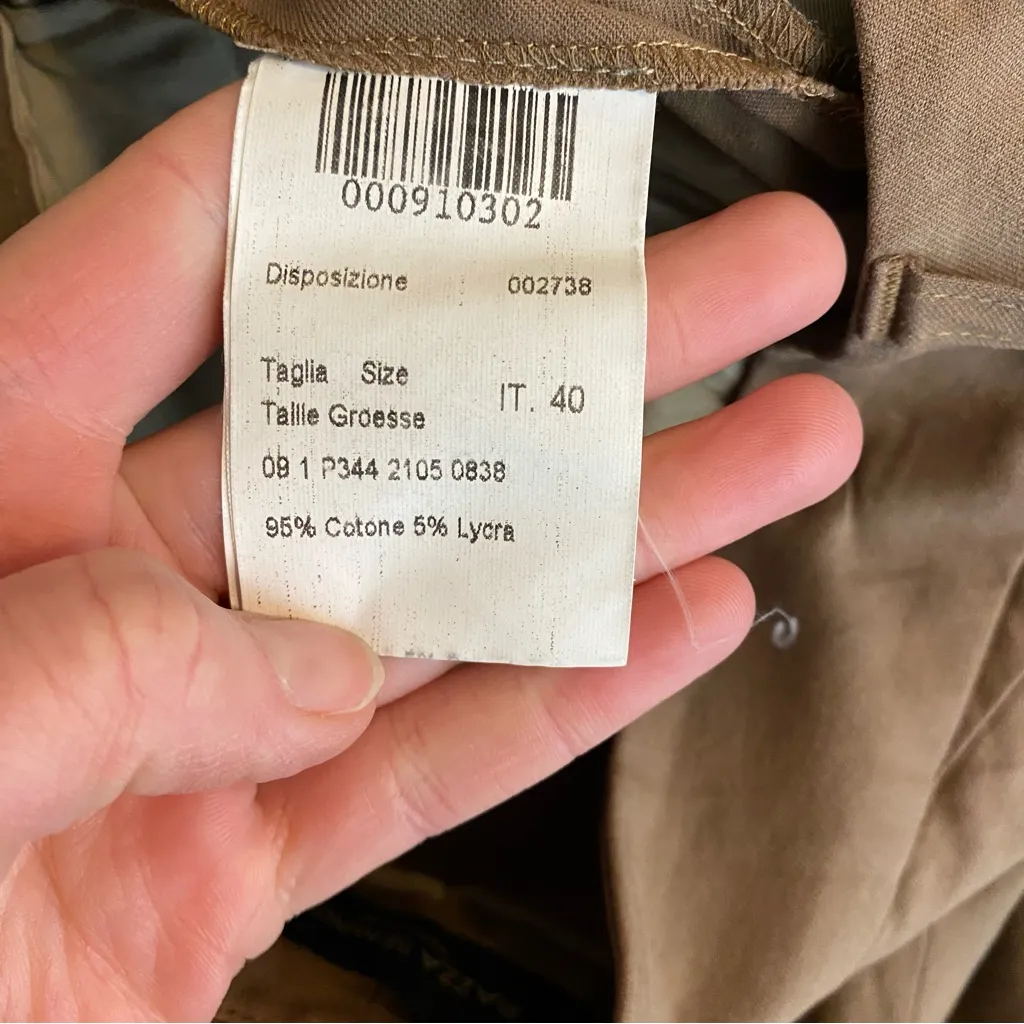 000910302
Disposizione : 002738
Taglia Size
IT. 40
Taille Groesse
09 1 P344 2105 0838
95% Cotone 5% Lycra